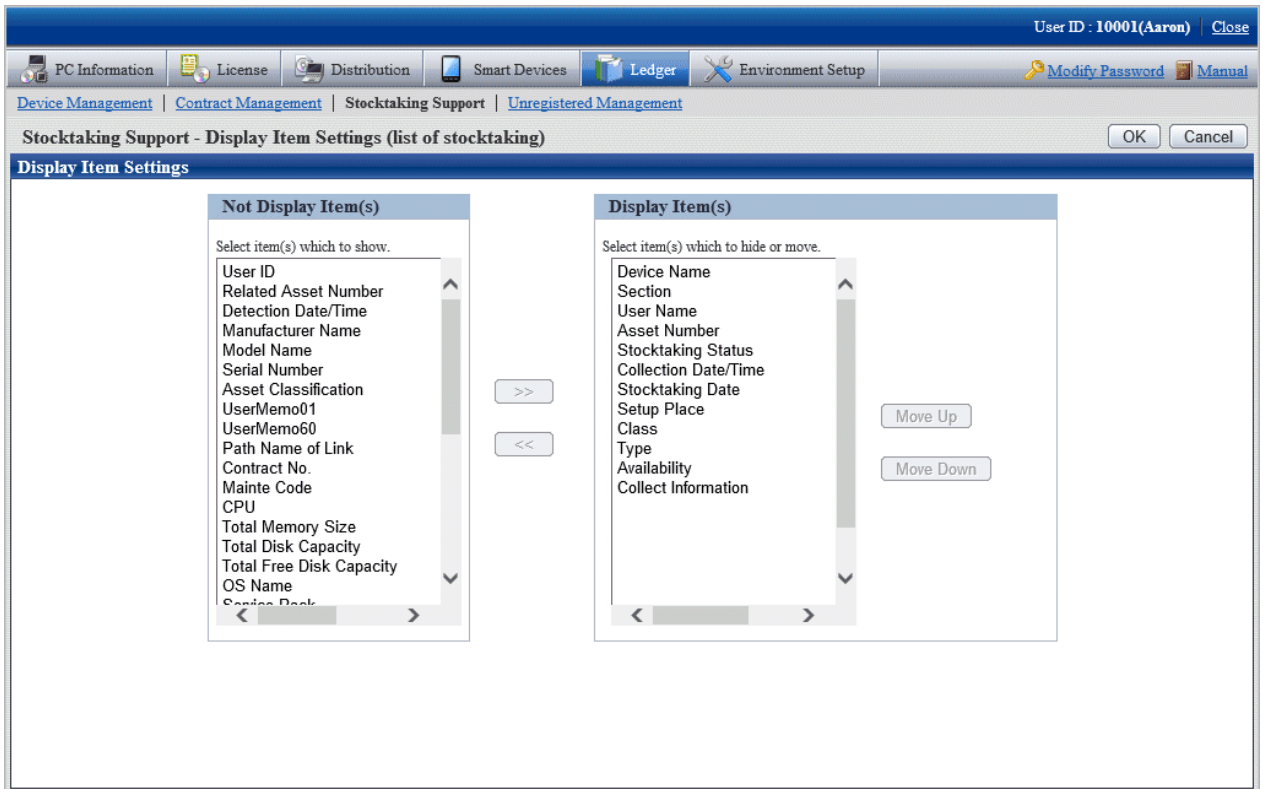 User ID : 10001(Aaron) Close
PC Information License Distribution Smart Devices Ledger Environment Setup Modify Password Manual
Device Management | Contract Management | Stocktaking Support | Unregistered Management
Stocktaking Support - Display Item Settings (list of stocktaking) OK Cancel
Display Item Settings
Not Display Item(s)
Select item(s) which to show.
User ID
Related Asset Number
Detection Date/Time
Manufacturer Name
Model Name
Serial Number
Asset Classification
UserMemo01
UserMemo60
Path Name of Link
Contract No.
Mainte Code
CPU
Total Memory Size
Total Disk Capacity
Total Free Disk Capacity
OS Name
Service Pack
>>
<<
Display Item(s)
Select item(s) which to hide or move.
Device Name
Section
User Name
Asset Number
Stocktaking Status
Collection Date/Time
Stocktaking Date
Setup Place
Class
Type
Availability
Collect Information
Move Up
Move Down